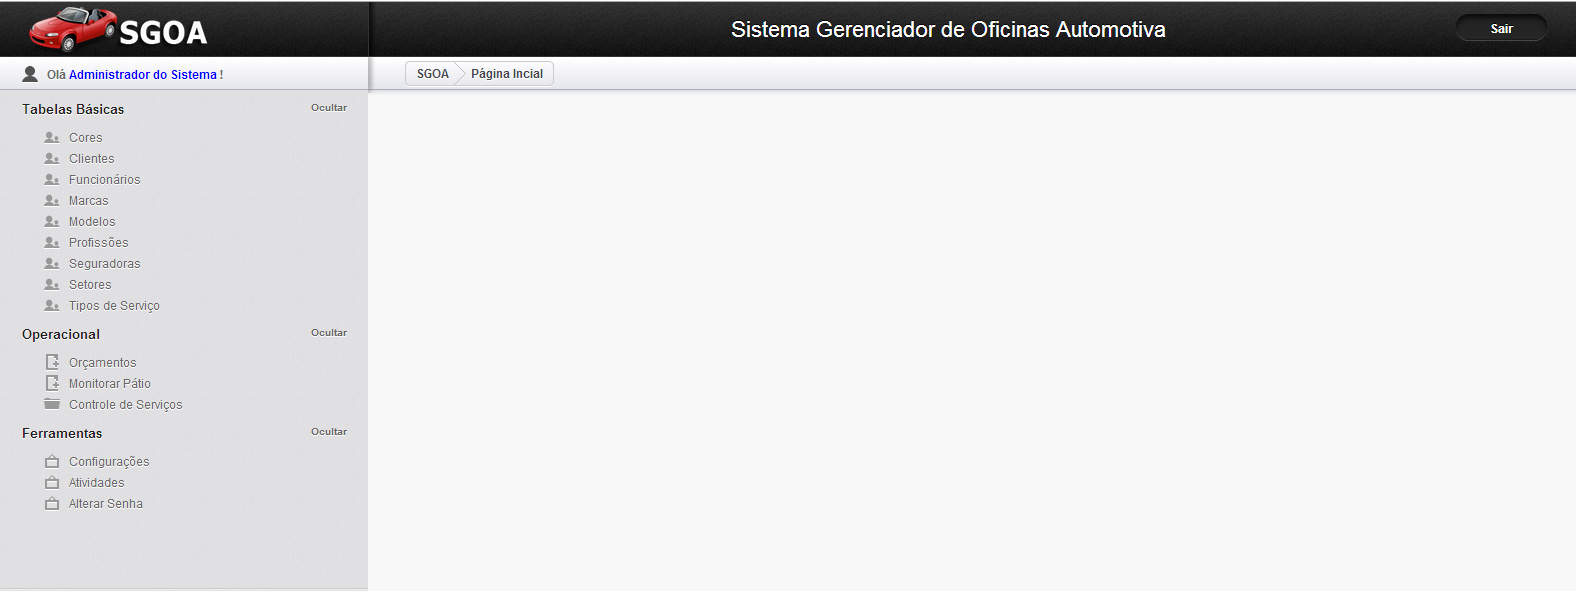 SGOA
Sistema Gerenciador de Oficinas Automotiva
Sair
Olá Administrador do Sistema !
SGOA Página Incial
Tabelas Básicas Ocultar
Cores
Clientes
Funcionários
Marcas
Modelos
Profissões
Seguradoras
Setores
Tipos de Serviço
Operacional Ocultar
Orçamentos
Monitorar Pátio
Controle de Serviços
Ferramentas Ocultar
Configurações
Atividades
Alterar Senha